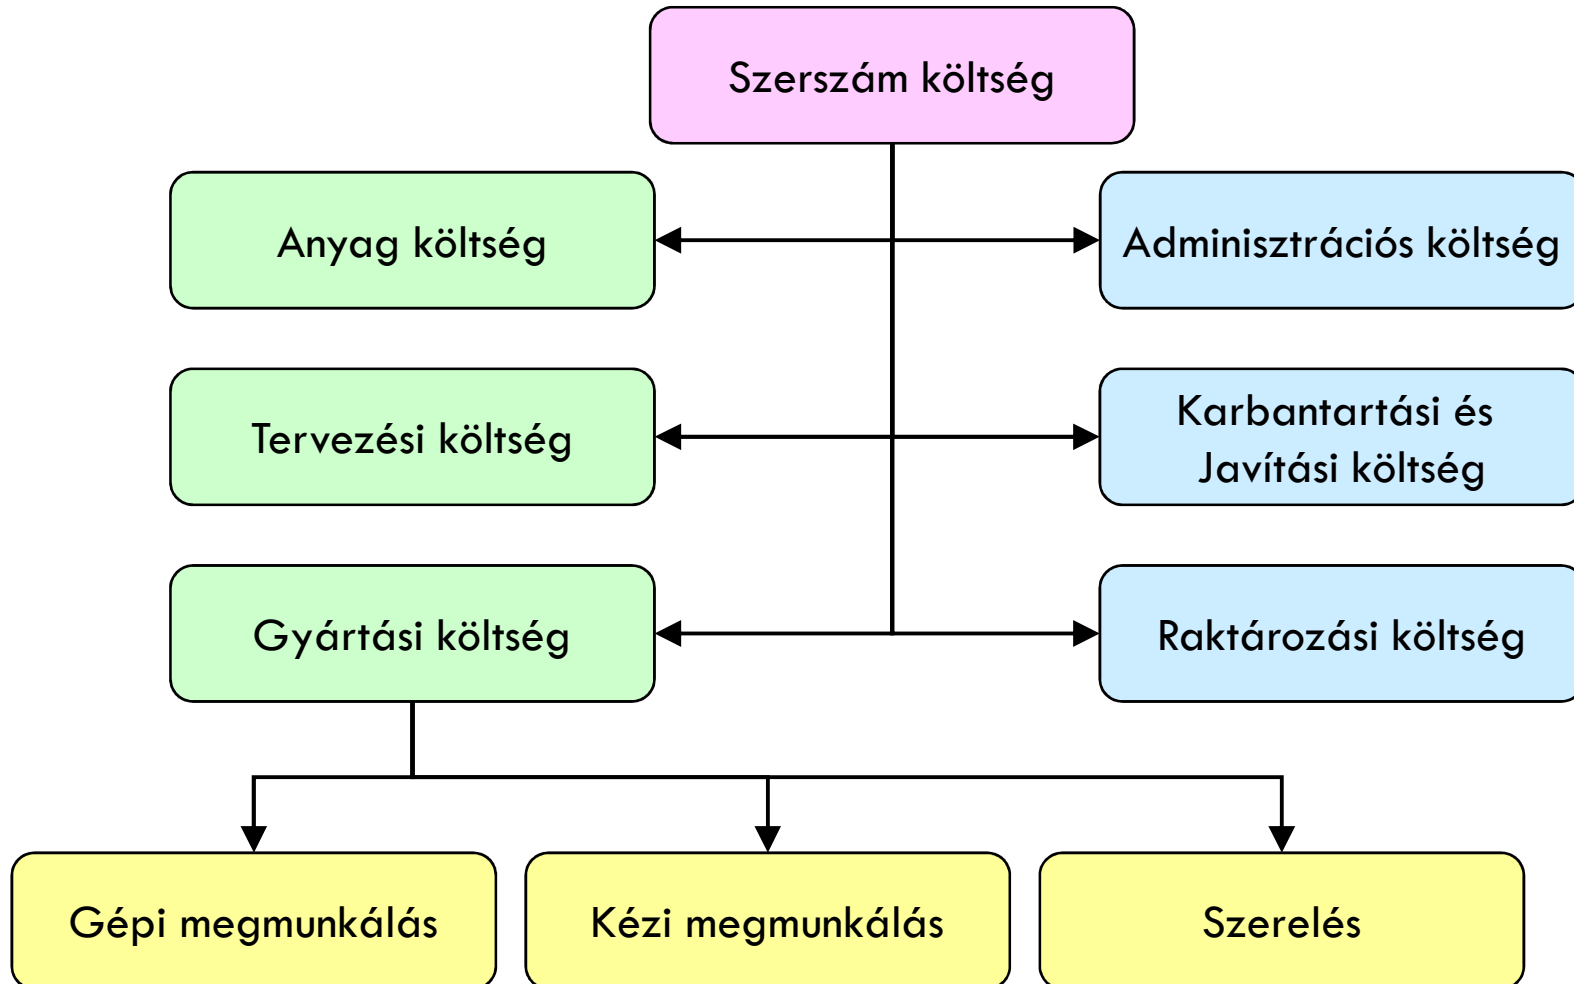 Szerszám költség
Anyag költség
Adminisztrációs költség
Tervezési költség
Karbantartási és
Javítási költség
Gyártási költség
Raktározási költség
Gépi megmunkálás
Kézi megmunkálás
Szerelés